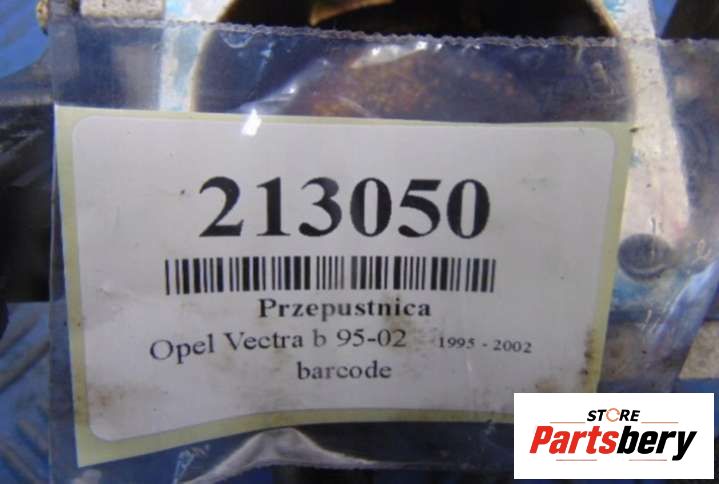 213050
Przepustnica
Opel Vectra b 95-02 1995 - 2002
barcode
STORE
Partsbery